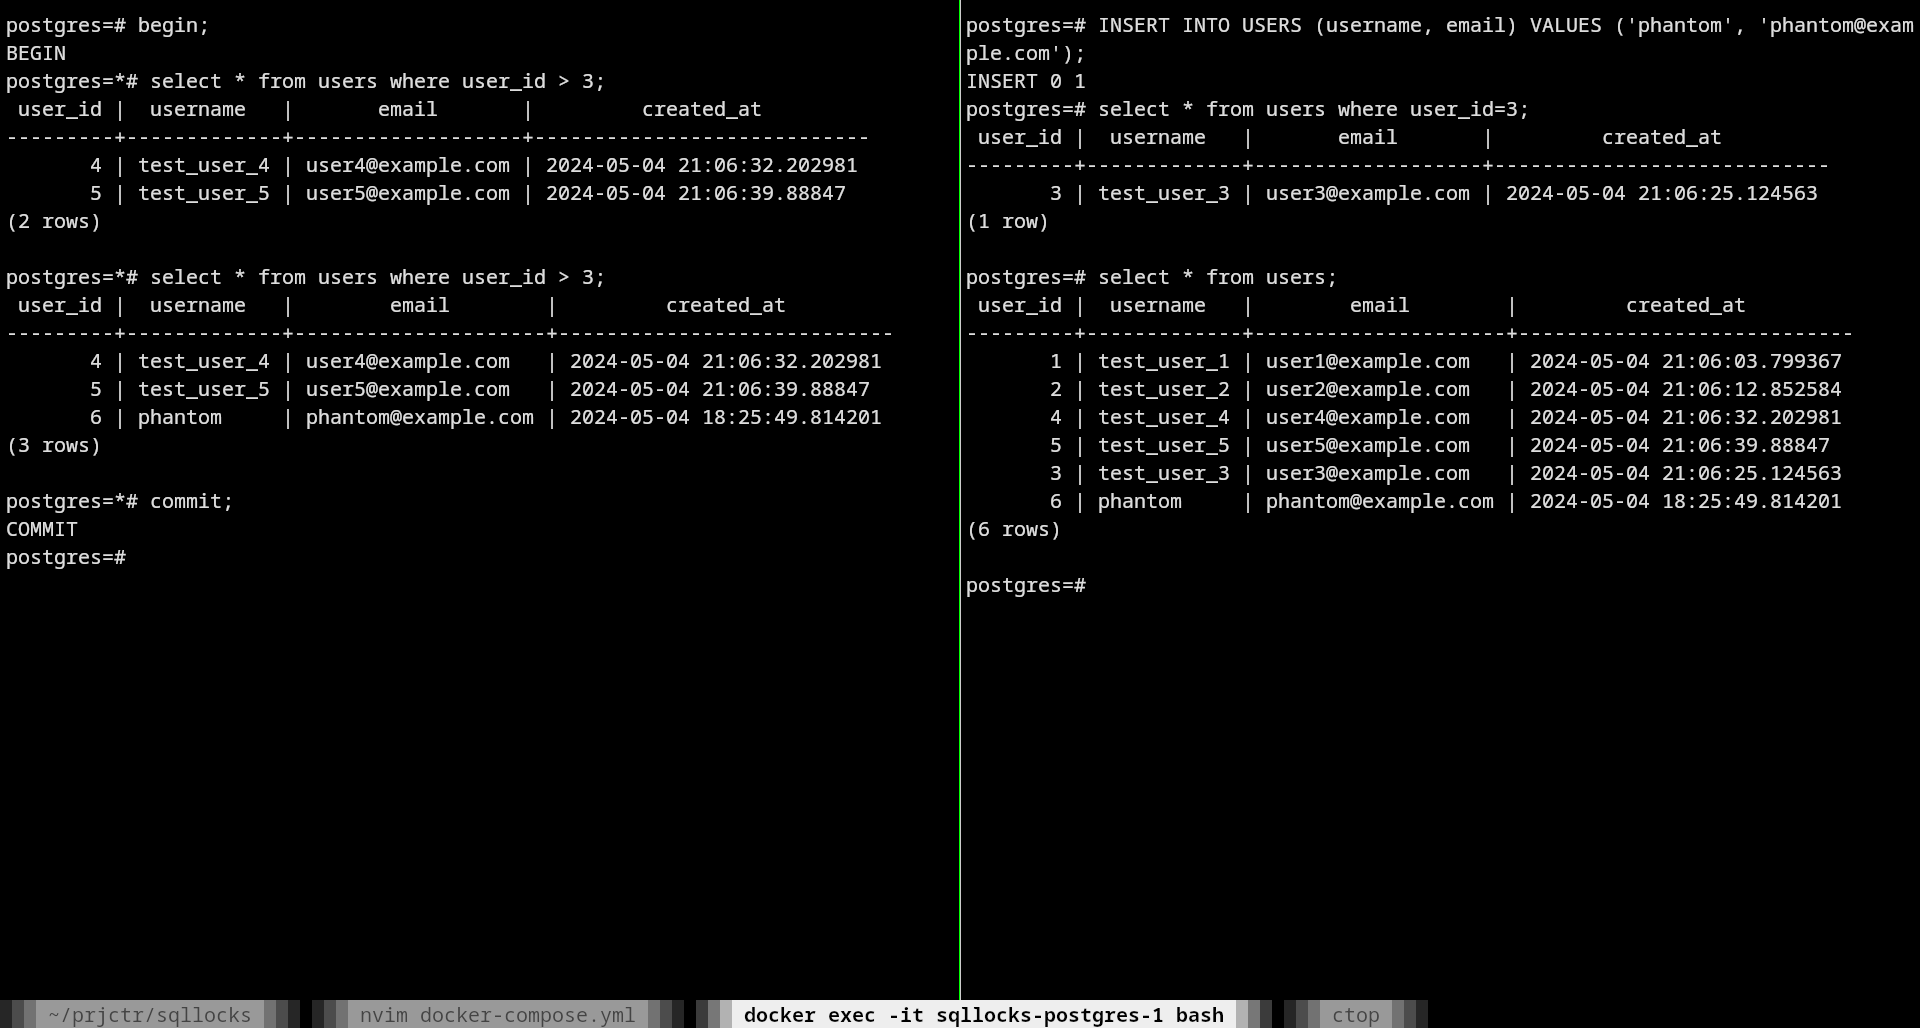 postgres=# begin;
BEGIN
postgres=*# select * from users where user_id > 3;
 user_id |  username   |       email       |         created_at
---------+-------------+-------------------+----------------------------
       4 | test_user_4 | user4@example.com | 2024-05-04 21:06:32.202981
       5 | test_user_5 | user5@example.com | 2024-05-04 21:06:39.88847
(2 rows)

postgres=*# select * from users where user_id > 3;
 user_id |  username   |        email        |         created_at
---------+-------------+---------------------+----------------------------
       4 | test_user_4 | user4@example.com   | 2024-05-04 21:06:32.202981
       5 | test_user_5 | user5@example.com   | 2024-05-04 21:06:39.88847
       6 | phantom     | phantom@example.com | 2024-05-04 18:25:49.814201
(3 rows)

postgres=*# commit;
COMMIT
postgres=#
postgres=# INSERT INTO USERS (username, email) VALUES ('phantom', 'phantom@exam
ple.com');
INSERT 0 1
postgres=# select * from users where user_id=3;
 user_id |  username   |       email       |         created_at
---------+-------------+-------------------+----------------------------
       3 | test_user_3 | user3@example.com | 2024-05-04 21:06:25.124563
(1 row)

postgres=# select * from users;
 user_id |  username   |        email        |         created_at
---------+-------------+---------------------+----------------------------
       1 | test_user_1 | user1@example.com   | 2024-05-04 21:06:03.799367
       2 | test_user_2 | user2@example.com   | 2024-05-04 21:06:12.852584
       4 | test_user_4 | user4@example.com   | 2024-05-04 21:06:32.202981
       5 | test_user_5 | user5@example.com   | 2024-05-04 21:06:39.88847
       3 | test_user_3 | user3@example.com   | 2024-05-04 21:06:25.124563
       6 | phantom     | phantom@example.com | 2024-05-04 18:25:49.814201
(6 rows)

postgres=#
~/prjctr/sqllocks nvim docker-compose.yml docker exec -it sqllocks-postgres-1 bash ctop